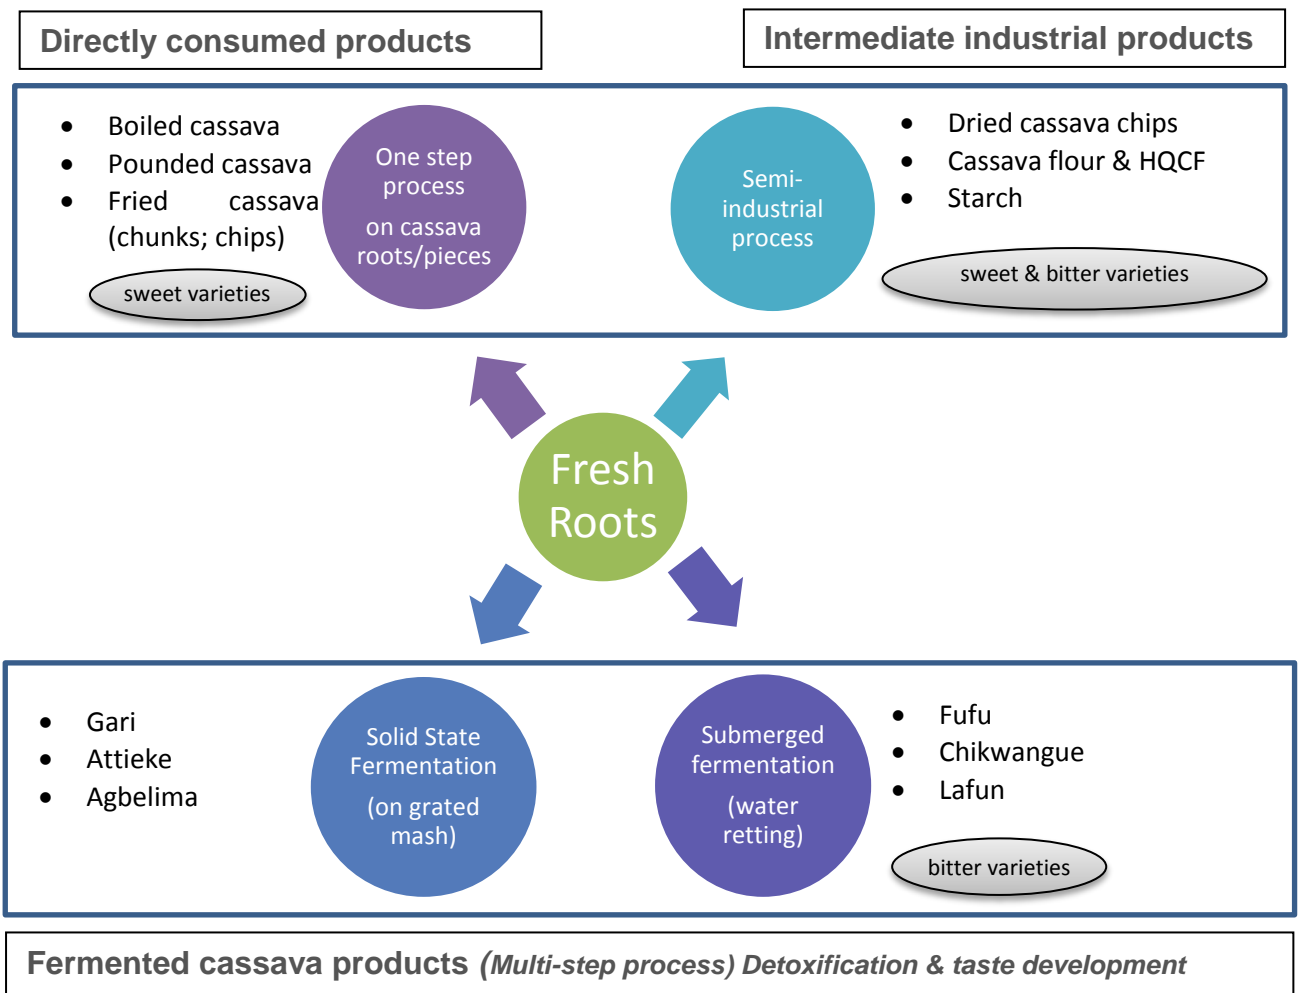 Directly consumed products
Intermediate industrial products
• Boiled cassava
• Pounded cassava
• Fried cassava
(chunks; chips)
sweet varieties
One step
process
on cassava
roots/pieces
Semi-
industrial
process
• Dried cassava chips
• Cassava flour & HQCF
• Starch
sweet & bitter varieties
Fresh
Roots
• Gari
• Attieke
• Agbelima
Solid State
Fermentation
(on grated
mash)
Submerged
fermentation
(water
retting)
• Fufu
• Chikwangue
• Lafun
bitter varieties
Fermented cassava products (Multi-step process) Detoxification & taste development